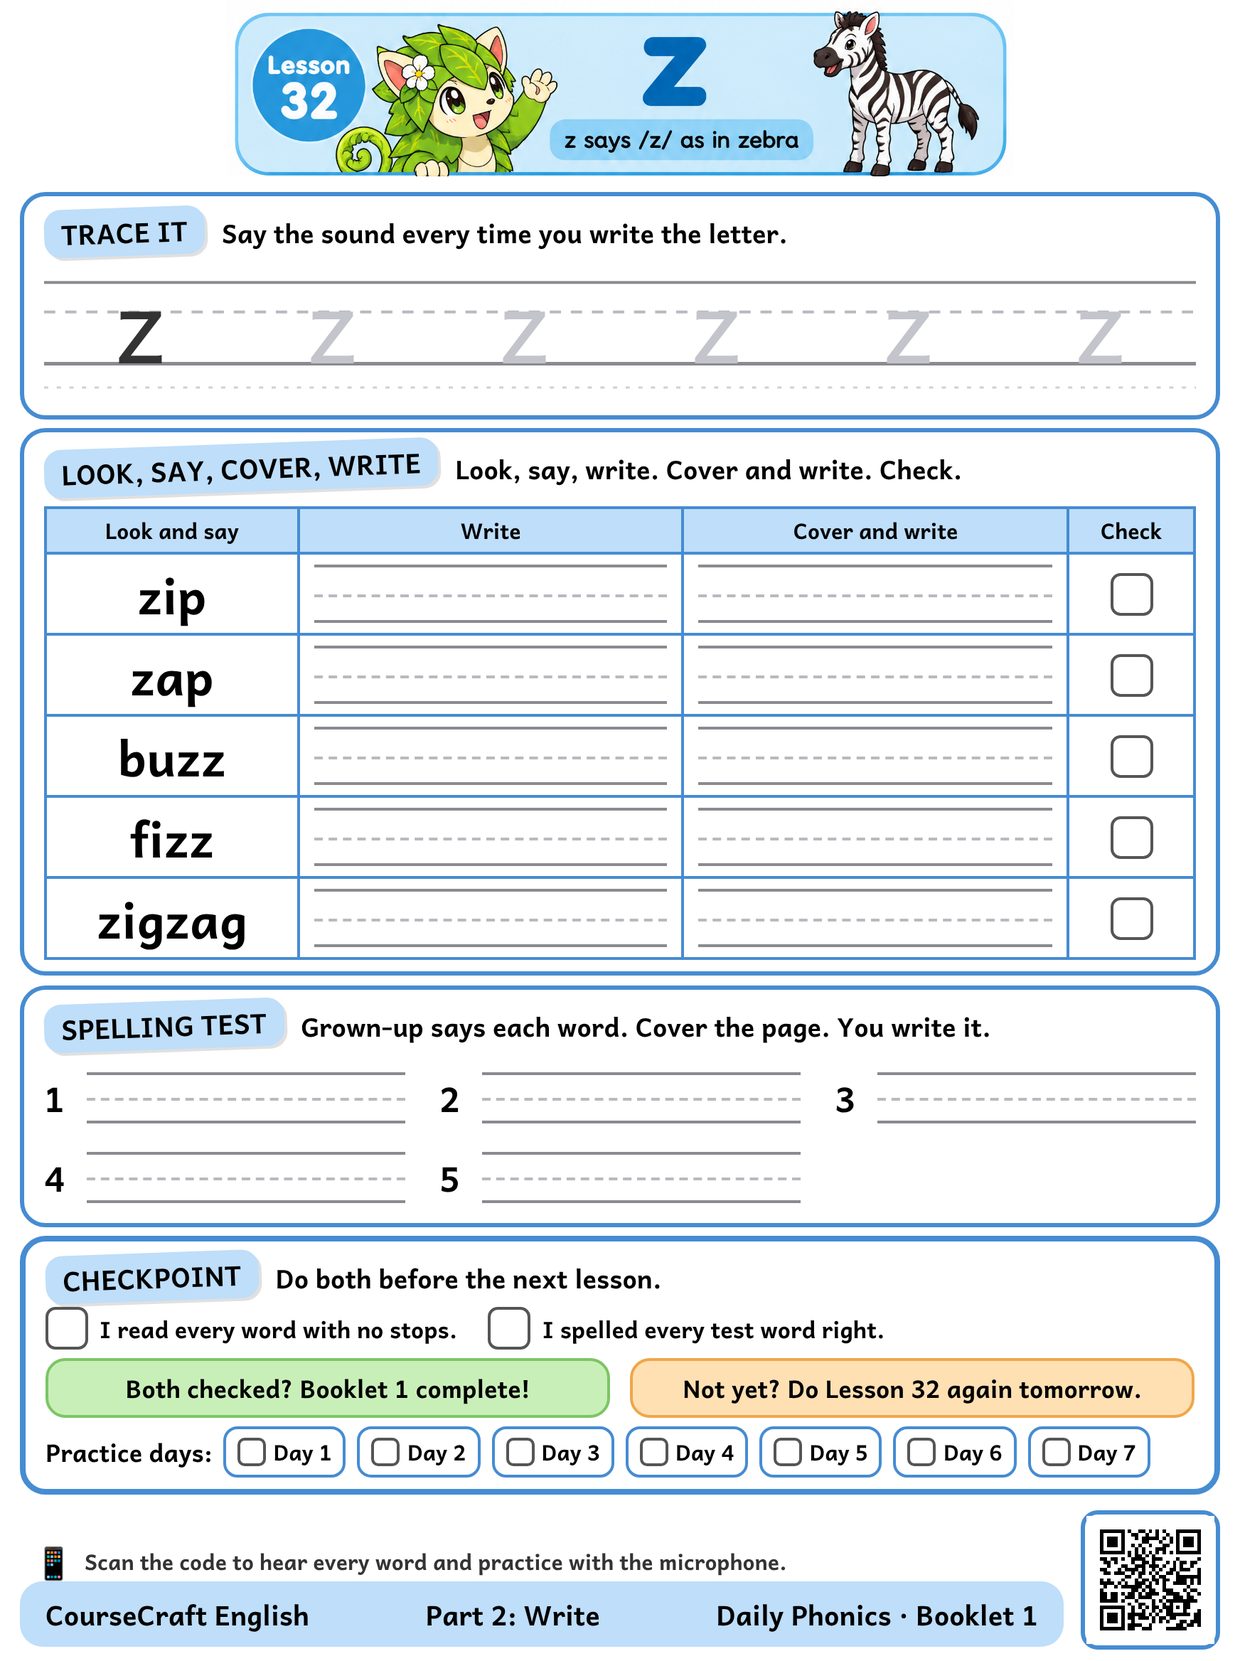 Lesson
32
z
z says /z/ as in zebra
TRACE IT Say the sound every time you write the letter.
z z z z z z
LOOK, SAY, COVER, WRITE Look, say, write. Cover and write. Check.
Look and say Write Cover and write Check
zip
zap
buzz
fizz
zigzag
SPELLING TEST Grown-up says each word. Cover the page. You write it.
1 2 3
4 5
CHECKPOINT Do both before the next lesson.
I read every word with no stops. I spelled every test word right.
Both checked? Booklet 1 complete! Not yet? Do Lesson 32 again tomorrow.
Practice days: Day 1 Day 2 Day 3 Day 4 Day 5 Day 6 Day 7
Scan the code to hear every word and practice with the microphone.
CourseCraft English Part 2: Write Daily Phonics · Booklet 1